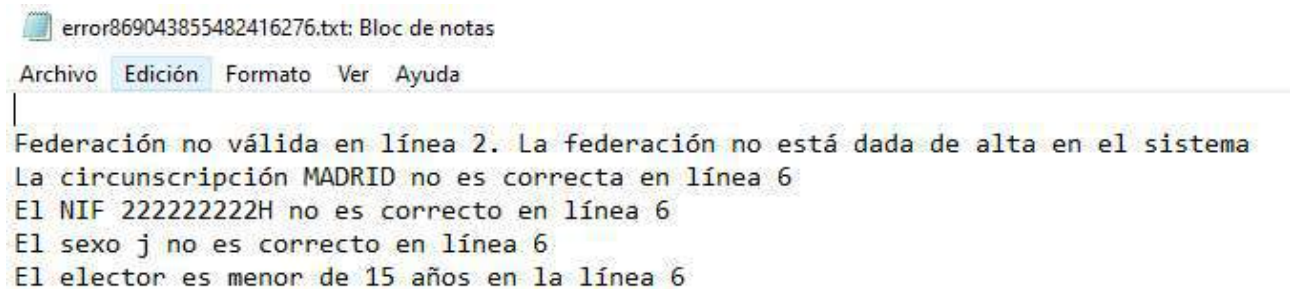 error869043855482416276.txt: Bloc de notas
Archivo Edición Formato Ver Ayuda
Federación no válida en línea 2. La federación no está dada de alta en el sistema
La circunscripción MADRID no es correcta en línea 6
El NIF 222222222H no es correcto en línea 6
El sexo j no es correcto en línea 6
El elector es menor de 15 años en la línea 6